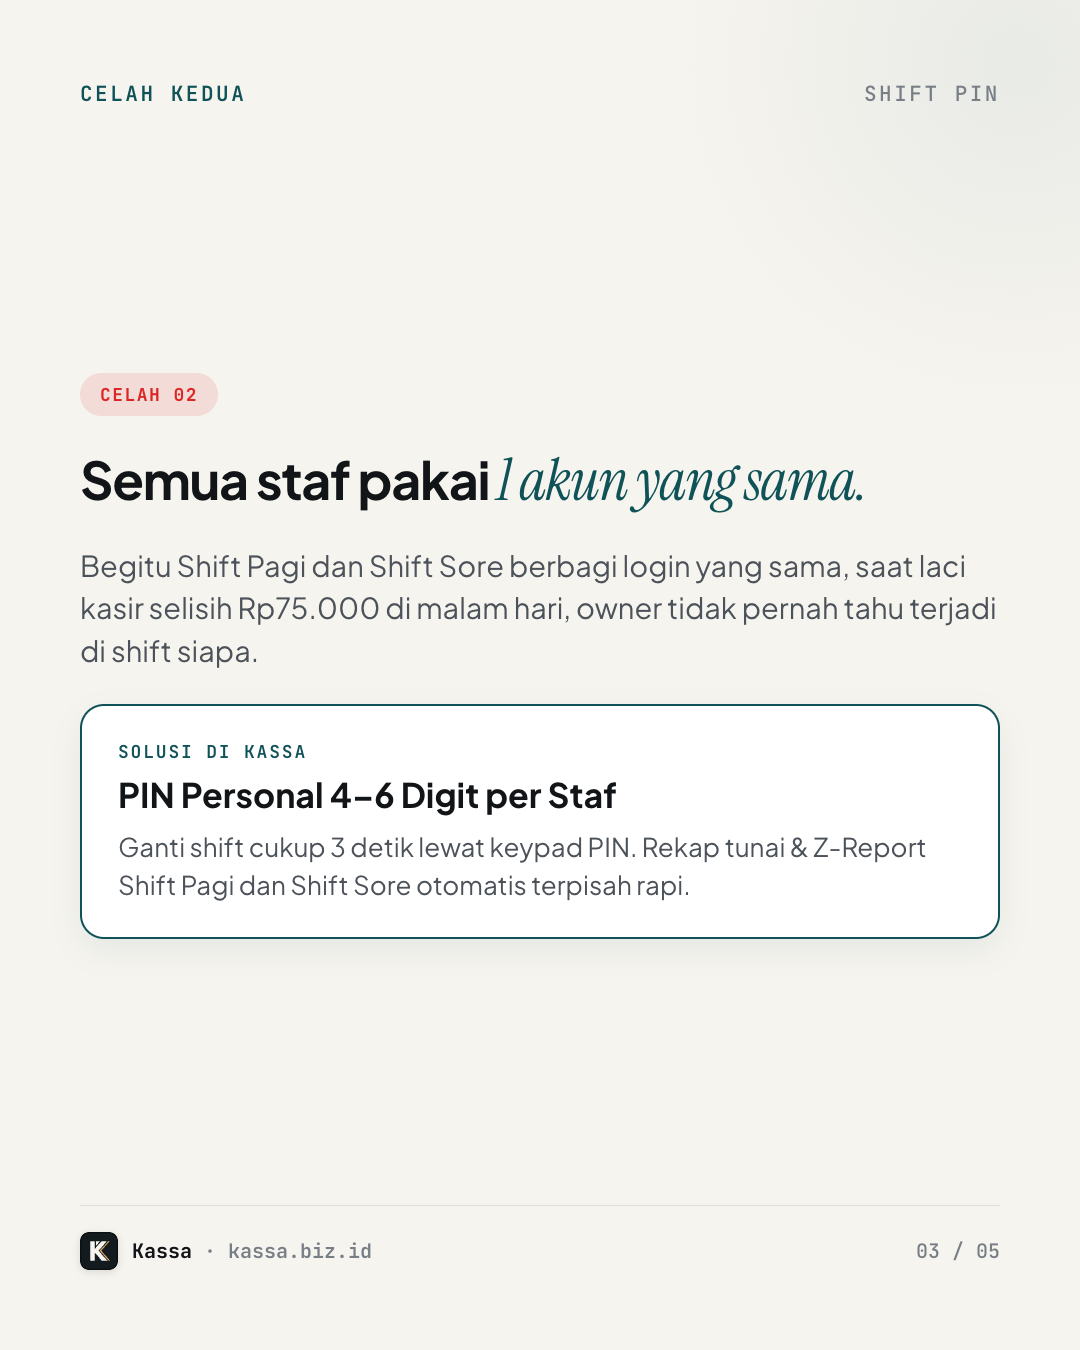 CELAH KEDUA
SHIFT PIN
CELAH 02
Semua staf pakai 1 akun yang sama.
Begitu Shift Pagi dan Shift Sore berbagi login yang sama, saat laci
kasir selisih Rp75.000 di malam hari, owner tidak pernah tahu terjadi
di shift siapa.
SOLUSI DI KASSA
PIN Personal 4–6 Digit per Staf
Ganti shift cukup 3 detik lewat keypad PIN. Rekap tunai & Z-Report
Shift Pagi dan Shift Sore otomatis terpisah rapi.
K Kassa · kassa.biz.id
03 / 05